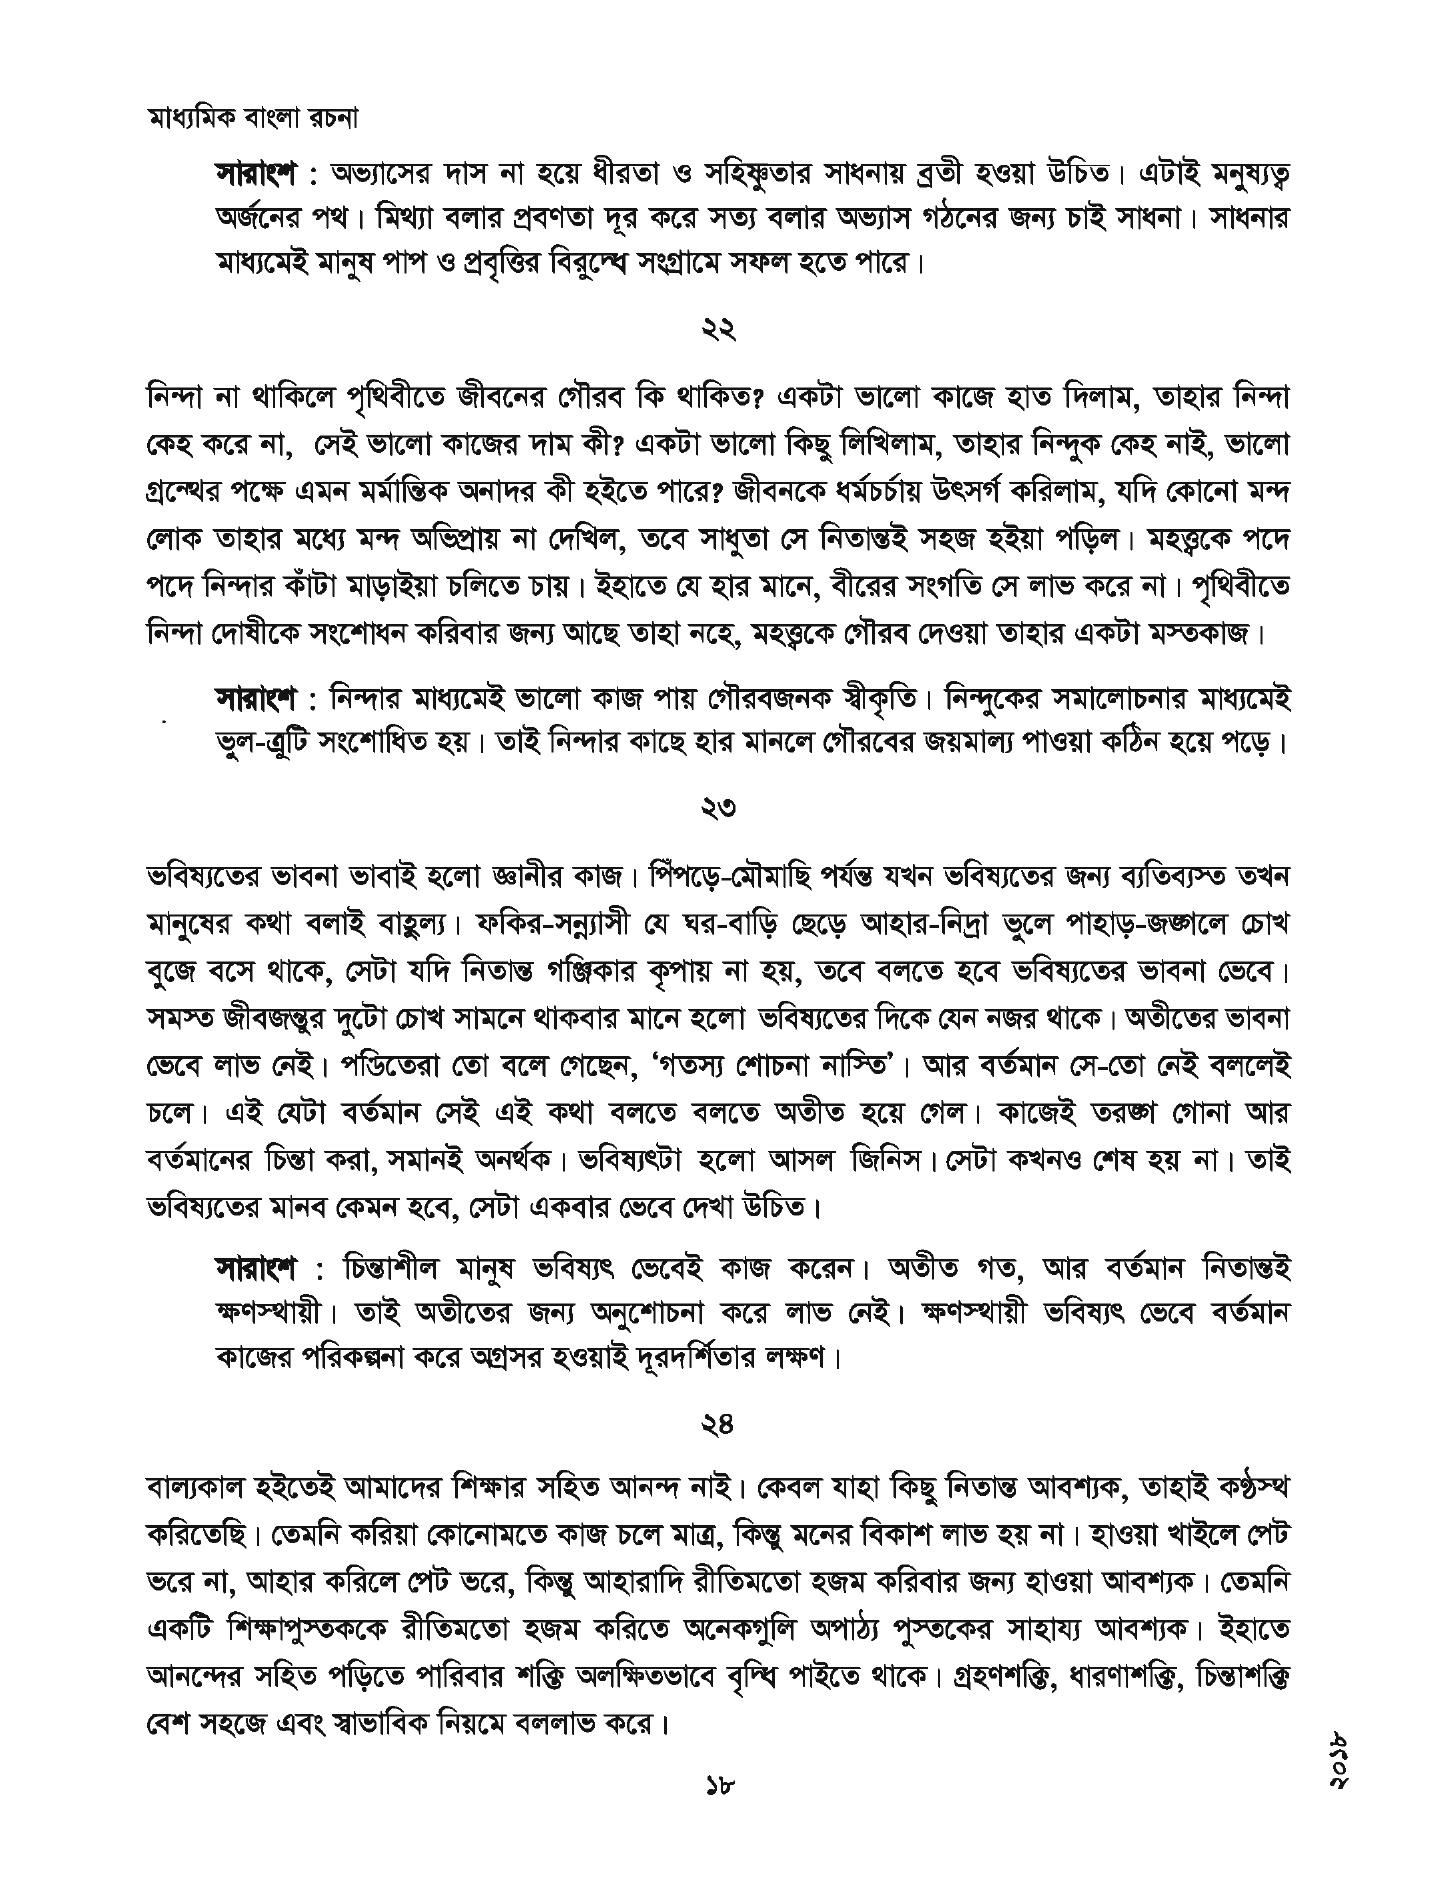 মাধ্যমিক বাংলা রচনা
সারাংশ : অভ্যাসের দাস না হয়ে ধীরতা ও সহিষ্ণুতার সাধনায় ব্রতী হওয়া উচিত। এটাই মনুষ্যত্ব
অর্জনের পথ। মিথ্যা বলার প্রবণতা দূর করে সত্য বলার অভ্যাস গঠনের জন্য চাই সাধনা। সাধনার
মাধ্যমেই মানুষ পাপ ও প্রবৃত্তির বিরুদ্ধে সংগ্রামে সফল হতে পারে।
২২
নিন্দা না থাকিলে পৃথিবীতে জীবনের গৌরব কি থাকিত? একটা ভালো কাজে হাত দিলাম, তাহার নিন্দা
কেহ করে না, সেই ভালো কাজের দাম কী? একটা ভালো কিছু লিখিলাম, তাহার নিন্দুক কেহ নাই, ভালো
গ্রন্থের পক্ষে এমন মর্মান্তিক অনাদর কী হইতে পারে? জীবনকে ধর্মচর্চায় উৎসর্গ করিলাম, যদি কোনো মন্দ
লোক তাহার মধ্যে মন্দ অভিপ্রায় না দেখিল, তবে সাধুতা সে নিতান্তই সহজ হইয়া পড়িল। মহত্ত্বকে পদে
পদে নিন্দার কাঁটা মাড়াইয়া চলিতে চায়। ইহাতে যে হার মানে, বীরের সংগতি সে লাভ করে না। পৃথিবীতে
নিন্দা দোষীকে সংশোধন করিবার জন্য আছে তাহা নহে, মহত্ত্বকে গৌরব দেওয়া তাহার একটা মস্তকাজ।
সারাংশ : নিন্দার মাধ্যমেই ভালো কাজ পায় গৌরবজনক স্বীকৃতি। নিন্দুকের সমালোচনার মাধ্যমেই
ভুল-ত্রুটি সংশোধিত হয়। তাই নিন্দার কাছে হার মানলে গৌরবের জয়মাল্য পাওয়া কঠিন হয়ে পড়ে।
২৩
ভবিষ্যতের ভাবনা ভাবাই হলো জ্ঞানীর কাজ। পিঁপড়ে-মৌমাছি পর্যন্ত যখন ভবিষ্যতের জন্য ব্যতিব্যস্ত তখন
মানুষের কথা বলাই বাহুল্য। ফকির-সন্ন্যাসী যে ঘর-বাড়ি ছেড়ে আহার-নিদ্রা ভুলে পাহাড়-জঙ্গলে চোখ
বুজে বসে থাকে, সেটা যদি নিতান্ত গঞ্জিকার কৃপায় না হয়, তবে বলতে হবে ভবিষ্যতের ভাবনা ভেবে।
সমস্ত জীবজন্তুর দুটো চোখ সামনে থাকবার মানে হলো ভবিষ্যতের দিকে যেন নজর থাকে। অতীতের ভাবনা
ভেবে লাভ নেই। পণ্ডিতেরা তো বলে গেছেন, ‘গতস্য শোচনা নাস্তি’। আর বর্তমান সে-তো নেই বললেই
চলে। এই যেটা বর্তমান সেই এই কথা বলতে বলতে অতীত হয়ে গেল। কাজেই তরঙ্গ গোনা আর
বর্তমানের চিন্তা করা, সমানই অনর্থক। ভবিষ্যৎটা হলো আসল জিনিস। সেটা কখনও শেষ হয় না। তাই
ভবিষ্যতের মানব কেমন হবে, সেটা একবার ভেবে দেখা উচিত।
সারাংশ : চিন্তাশীল মানুষ ভবিষ্যৎ ভেবেই কাজ করেন। অতীত গত, আর বর্তমান নিতান্তই
ক্ষণস্থায়ী। তাই অতীতের জন্য অনুশোচনা করে লাভ নেই। ক্ষণস্থায়ী ভবিষ্যৎ ভেবে বর্তমান
কাজের পরিকল্পনা করে অগ্রসর হওয়াই দূরদর্শিতার লক্ষণ।
২৪
বাল্যকাল হইতেই আমাদের শিক্ষার সহিত আনন্দ নাই। কেবল যাহা কিছু নিতান্ত আবশ্যক, তাহাই কণ্ঠস্থ
করিতেছি। তেমনি করিয়া কোনোমতে কাজ চলে মাত্র, কিন্তু মনের বিকাশ লাভ হয় না। হাওয়া খাইলে পেট
ভরে না, আহার করিলে পেট ভরে, কিন্তু আহারাদি রীতিমতো হজম করিবার জন্য হাওয়া আবশ্যক। তেমনি
একটি শিক্ষাপুস্তককে রীতিমতো হজম করিতে অনেকগুলি অপাঠ্য পুস্তকের সাহায্য আবশ্যক। ইহাতে
আনন্দের সহিত পড়িতে পারিবার শক্তি অলক্ষিতভাবে বৃদ্ধি পাইতে থাকে। গ্রহণশক্তি, ধারণাশক্তি, চিন্তাশক্তি
বেশ সহজে এবং স্বাভাবিক নিয়মে বললাভ করে।
১৮
২০১৮